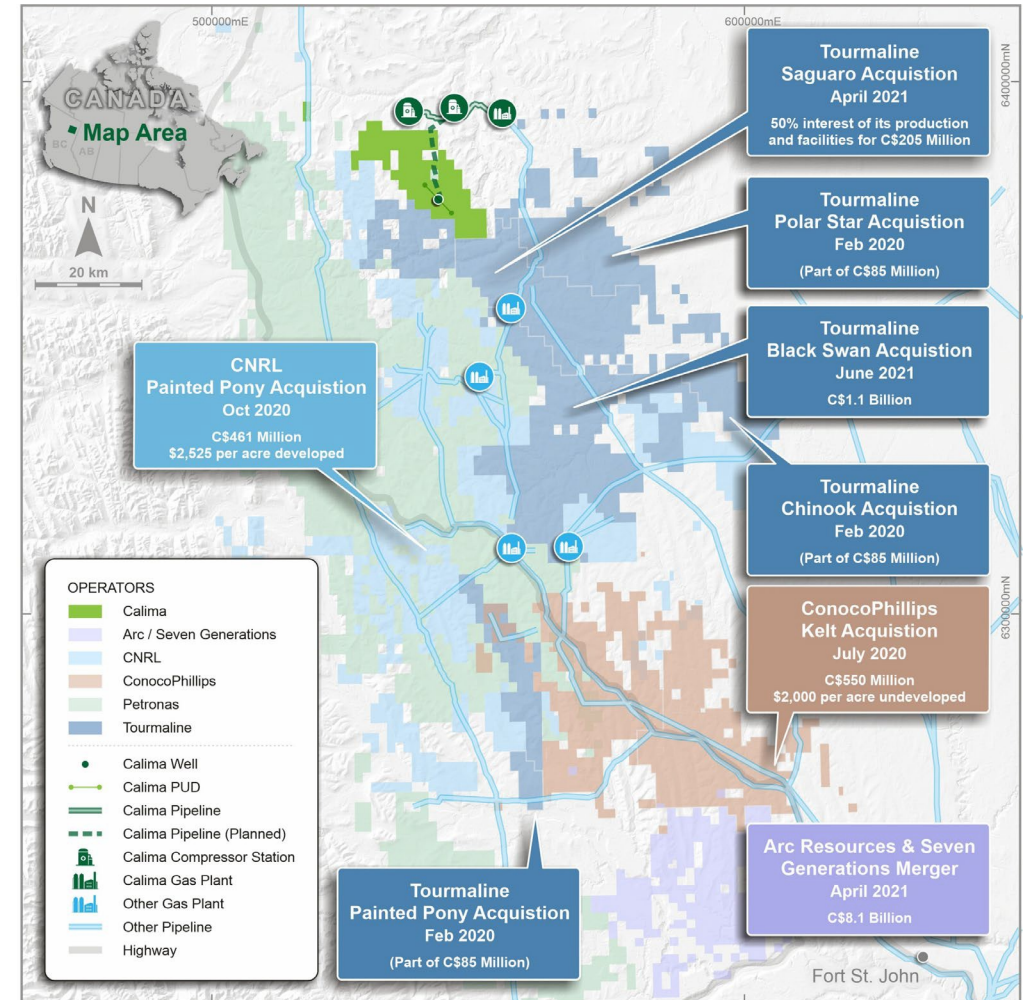 500000mE
600000mE
6400000mN
6300000mN
CANADA
Map Area
BC
AB
N
20 km
Tourmaline
Saguaro Acquistion
April 2021
50% interest of its production
and facilities for C$205 Million
Tourmaline
Polar Star Acquistion
Feb 2020
(Part of C$85 Million)
Tourmaline
Black Swan Acquistion
June 2021
C$1.1 Billion
CNRL
Painted Pony Acquistion
Oct 2020
C$461 Million
$2,525 per acre developed
Tourmaline
Chinook Acquistion
Feb 2020
(Part of C$85 Million)
ConocoPhillips
Kelt Acquistion
July 2020
C$550 Million
$2,000 per acre undeveloped
OPERATORS
Calima
Arc / Seven Generations
CNRL
ConocoPhillips
Petronas
Tourmaline
Calima Well
Calima PUD
Calima Pipeline
Calima Pipeline (Planned)
Calima Compressor Station
Calima Gas Plant
Other Gas Plant
Other Pipeline
Highway
Arc Resources & Seven
Generations Merger
April 2021
C$8.1 Billion
Tourmaline
Painted Pony Acquistion
Feb 2020
(Part of C$85 Million)
Fort St. John